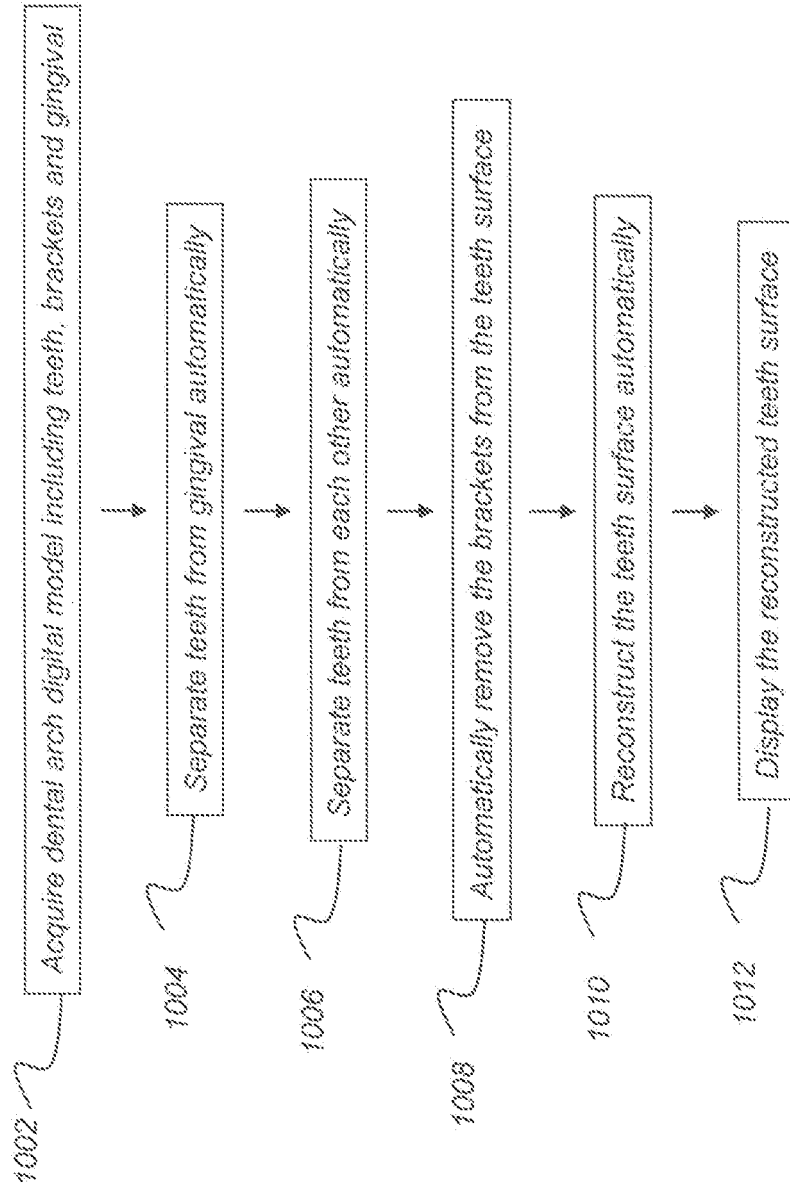 1002
Acquire dental arch digital model including teeth, brackets and gingival
1004
Separate teeth from gingival automatically
1006
Separate teeth from each other automatically
1008
Automatically remove the brackets from the teeth surface
1010
Reconstruct the teeth surface automatically
1012
Display the reconstructed teeth surface